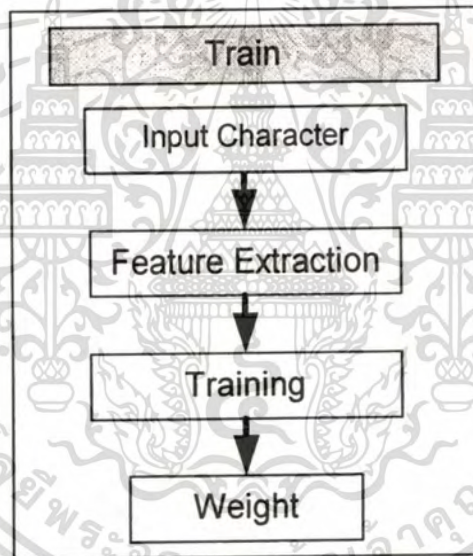 Train
Input Character
Feature Extraction
Training
Weight